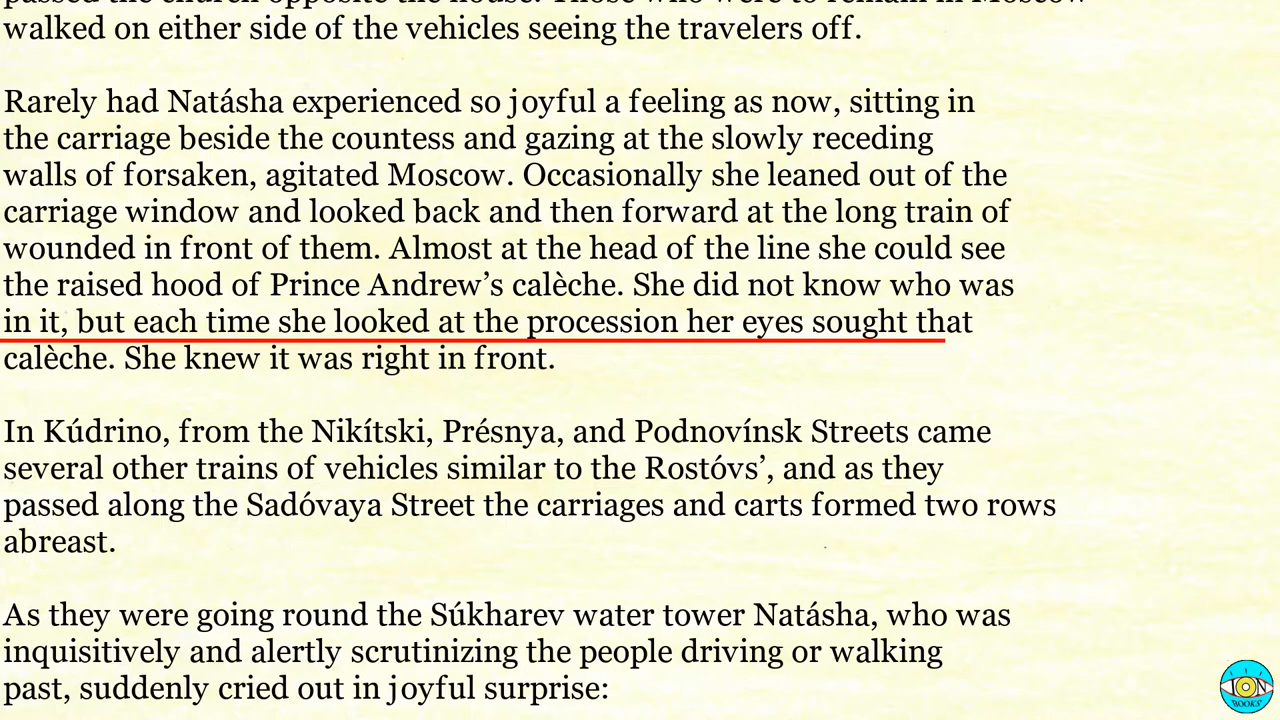 walked on either side of the vehicles seeing the travelers off.
Rarely had Natásha experienced so joyful a feeling as now, sitting in
the carriage beside the countess and gazing at the slowly receding
walls of forsaken, agitated Moscow. Occasionally she leaned out of the
carriage window and looked back and then forward at the long train of
wounded in front of them. Almost at the head of the line she could see
the raised hood of Prince Andrew’s calèche. She did not know who was
in it, but each time she looked at the procession her eyes sought that
calèche. She knew it was right in front.
In Kúdrino, from the Nikítski, Présnya, and Podnovínsk Streets came
several other trains of vehicles similar to the Rostóvs’, and as they
passed along the Sadóvaya Street the carriages and carts formed two rows
abreast.
As they were going round the Súkharev water tower Natásha, who was
inquisitively and alertly scrutinizing the people driving or walking
past, suddenly cried out in joyful surprise:
ION
BOOKS